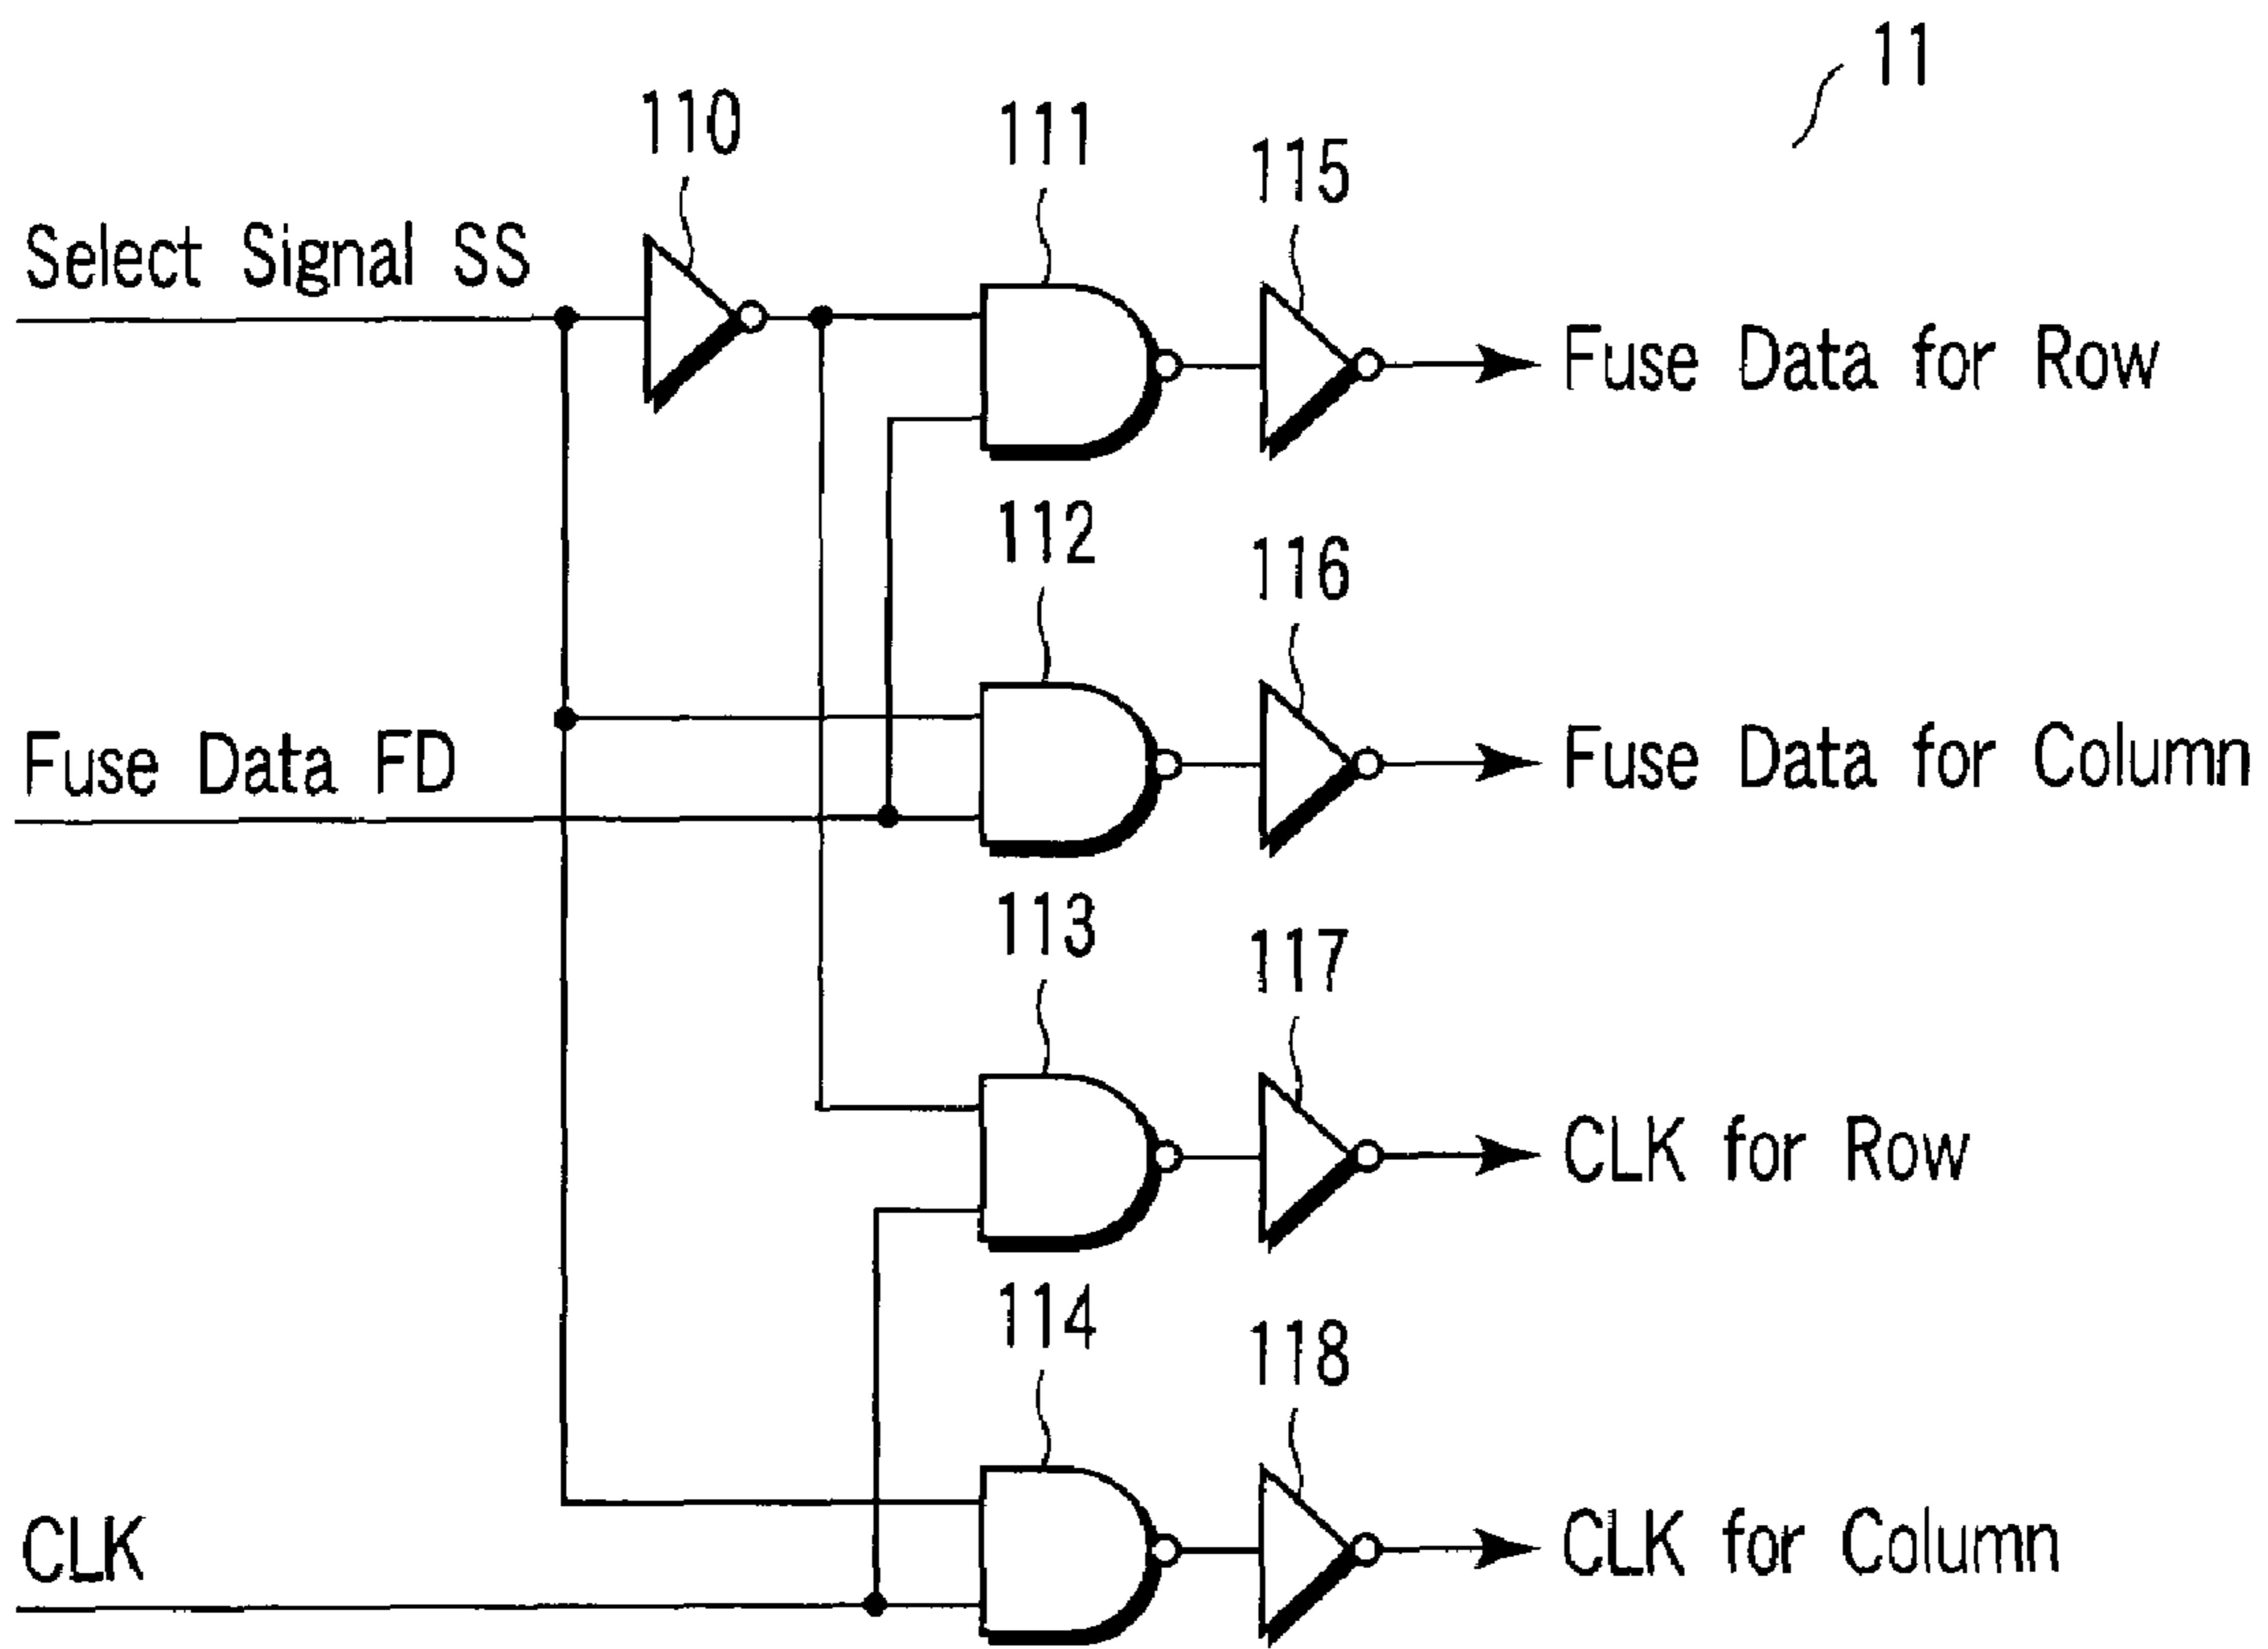 11
110
111
115
Select Signal SS
Fuse Data for Row
112
116
Fuse Data FD
Fuse Data for Column
113
117
CLK for Row
114
118
CLK
CLK for Column